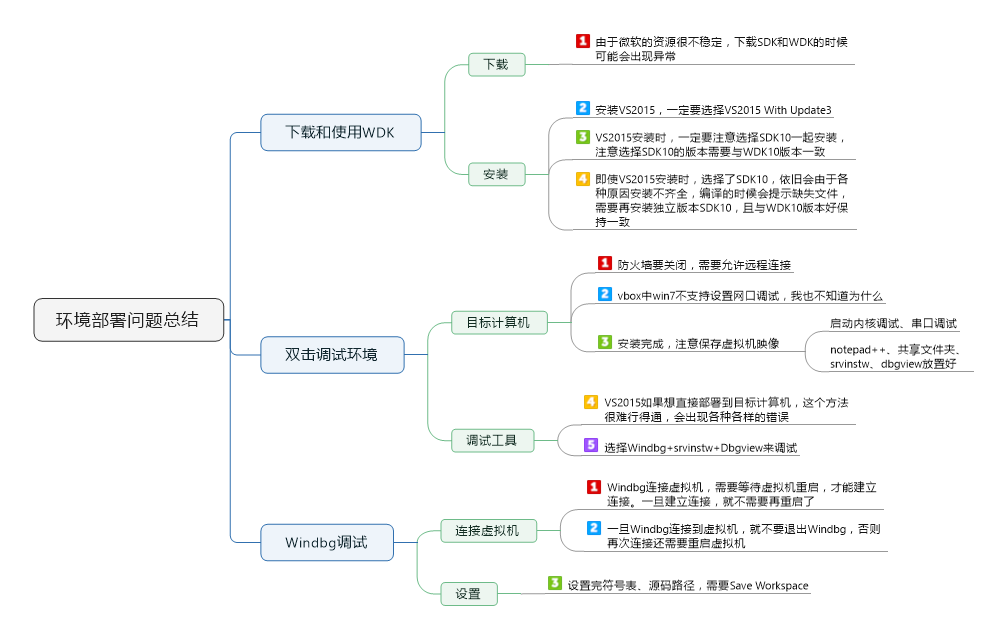 环境部署问题总结
下载和使用WDK
下载
1 由于微软的资源很不稳定，下载SDK和WDK的时候
可能会出现异常
安装
2 安装VS2015，一定要选择VS2015 With Update3
3 VS2015安装时，一定要注意选择SDK10一起安装，
注意选择SDK10的版本需要与WDK10版本一致
4 即使VS2015安装时，选择了SDK10，依旧会由于各
种原因安装不齐全，编译的时候会提示缺失文件，
需要再安装独立版本SDK10，且与WDK10版本好保
持一致
双击调试环境
目标计算机
1 防火墙要关闭，需要允许远程连接
2 vbox中win7不支持设置网口调试，我也不知道为什么
3 安装完成，注意保存虚拟机映像
启动内核调试、串口调试
notepad++、共享文件夹、
srvinstw、dbgview放置好
调试工具
4 VS2015如果想直接部署到目标计算机，这个方法
很难行得通，会出现各种各样的错误
5 选择Windbg+srvinstw+Dbgview来调试
Windbg调试
连接虚拟机
1 Windbg连接虚拟机，需要等待虚拟机重启，才能建立
连接。一旦建立连接，就不需要再重启了
2 一旦Windbg连接到虚拟机，就不要退出Windbg，否则
再次连接还需要重启虚拟机
设置
3 设置完符号表、源码路径，需要Save Workspace